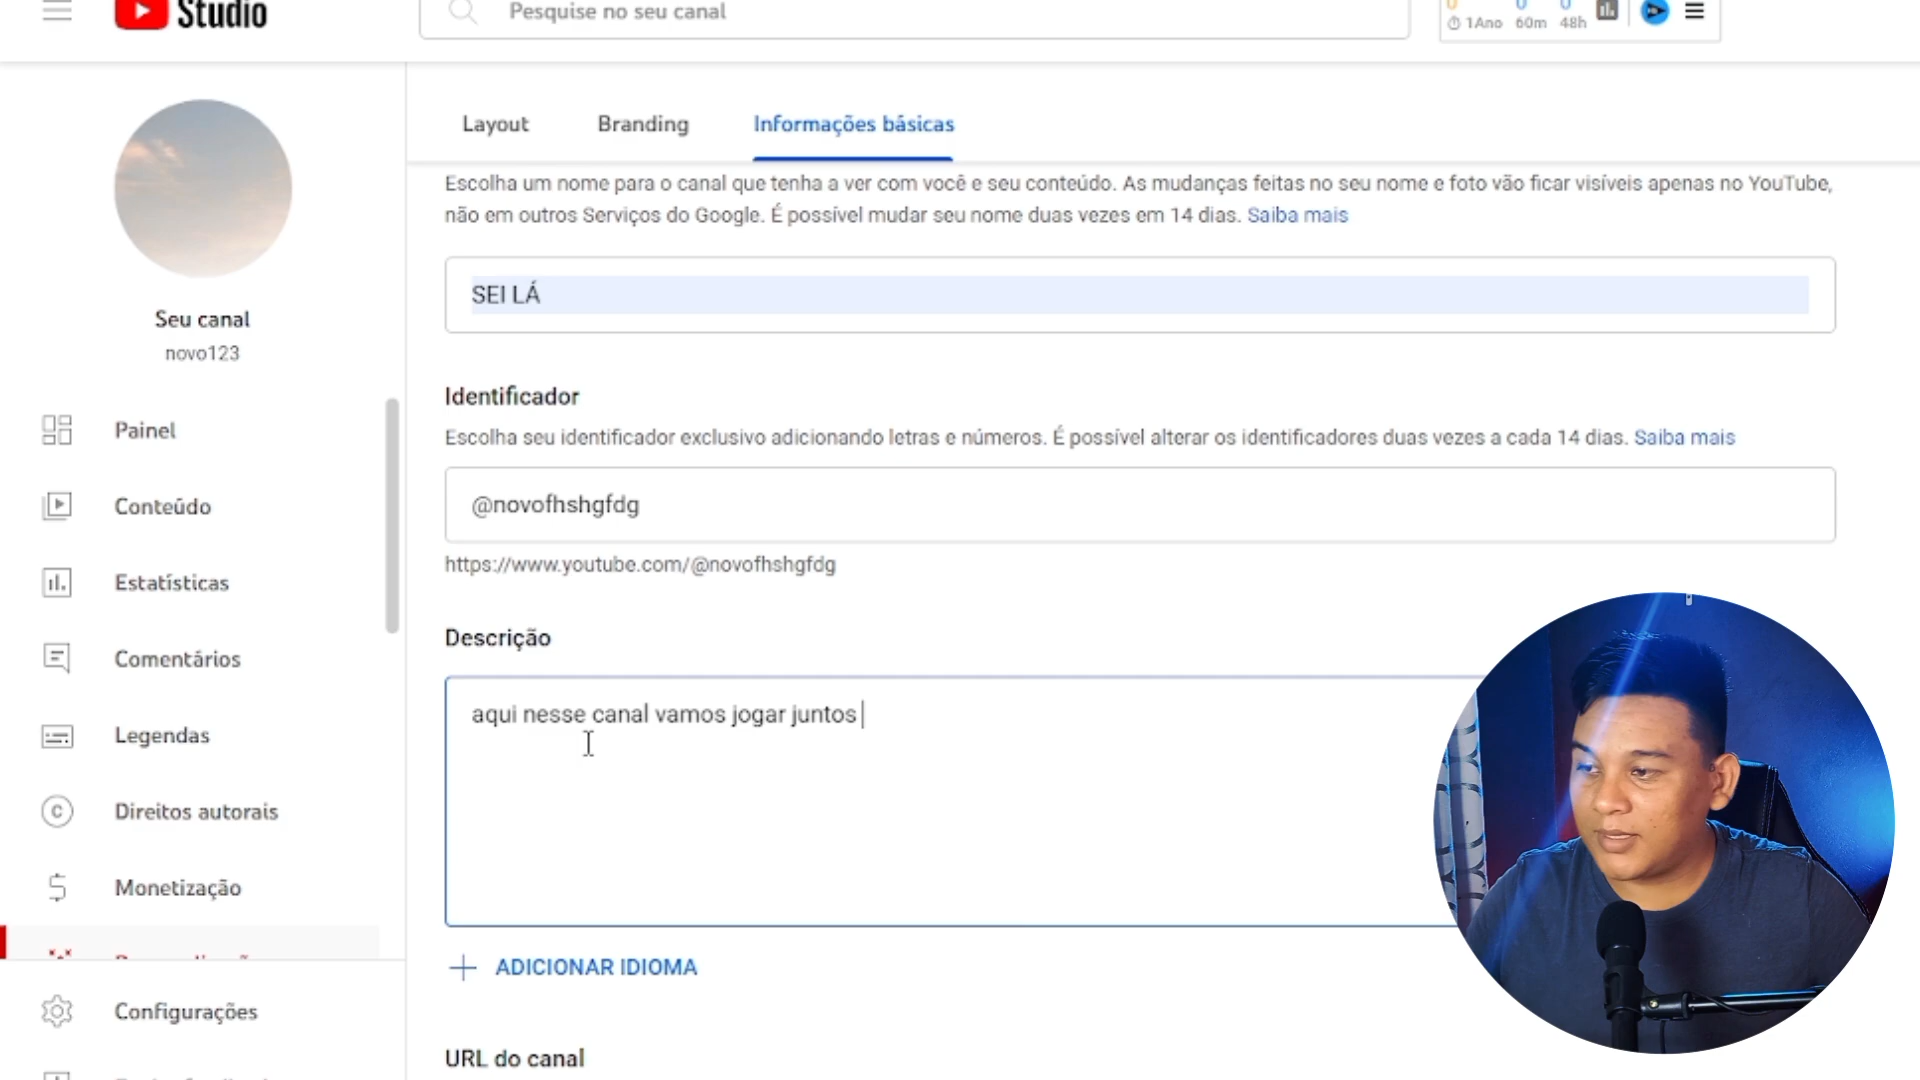 Studio
Pesquise no seu canal
0 0 0
1Ano 60m 48h
Layout Branding Informações básicas
Escolha um nome para o canal que tenha a ver com você e seu conteúdo. As mudanças feitas no seu nome e foto vão ficar visíveis apenas no YouTube,
não em outros Serviços do Google. É possível mudar seu nome duas vezes em 14 dias. Saiba mais
SEI LÁ
Seu canal
novo123
Identificador
Escolha seu identificador exclusivo adicionando letras e números. É possível alterar os identificadores duas vezes a cada 14 dias. Saiba mais
@novofhshgfdg
https://www.youtube.com/@novofhshgfdg
Painel
Conteúdo
Estatísticas
Comentários
Legendas
Direitos autorais
Monetização
Configurações
Descrição
aqui nesse canal vamos jogar juntos
ADICIONAR IDIOMA
URL do canal